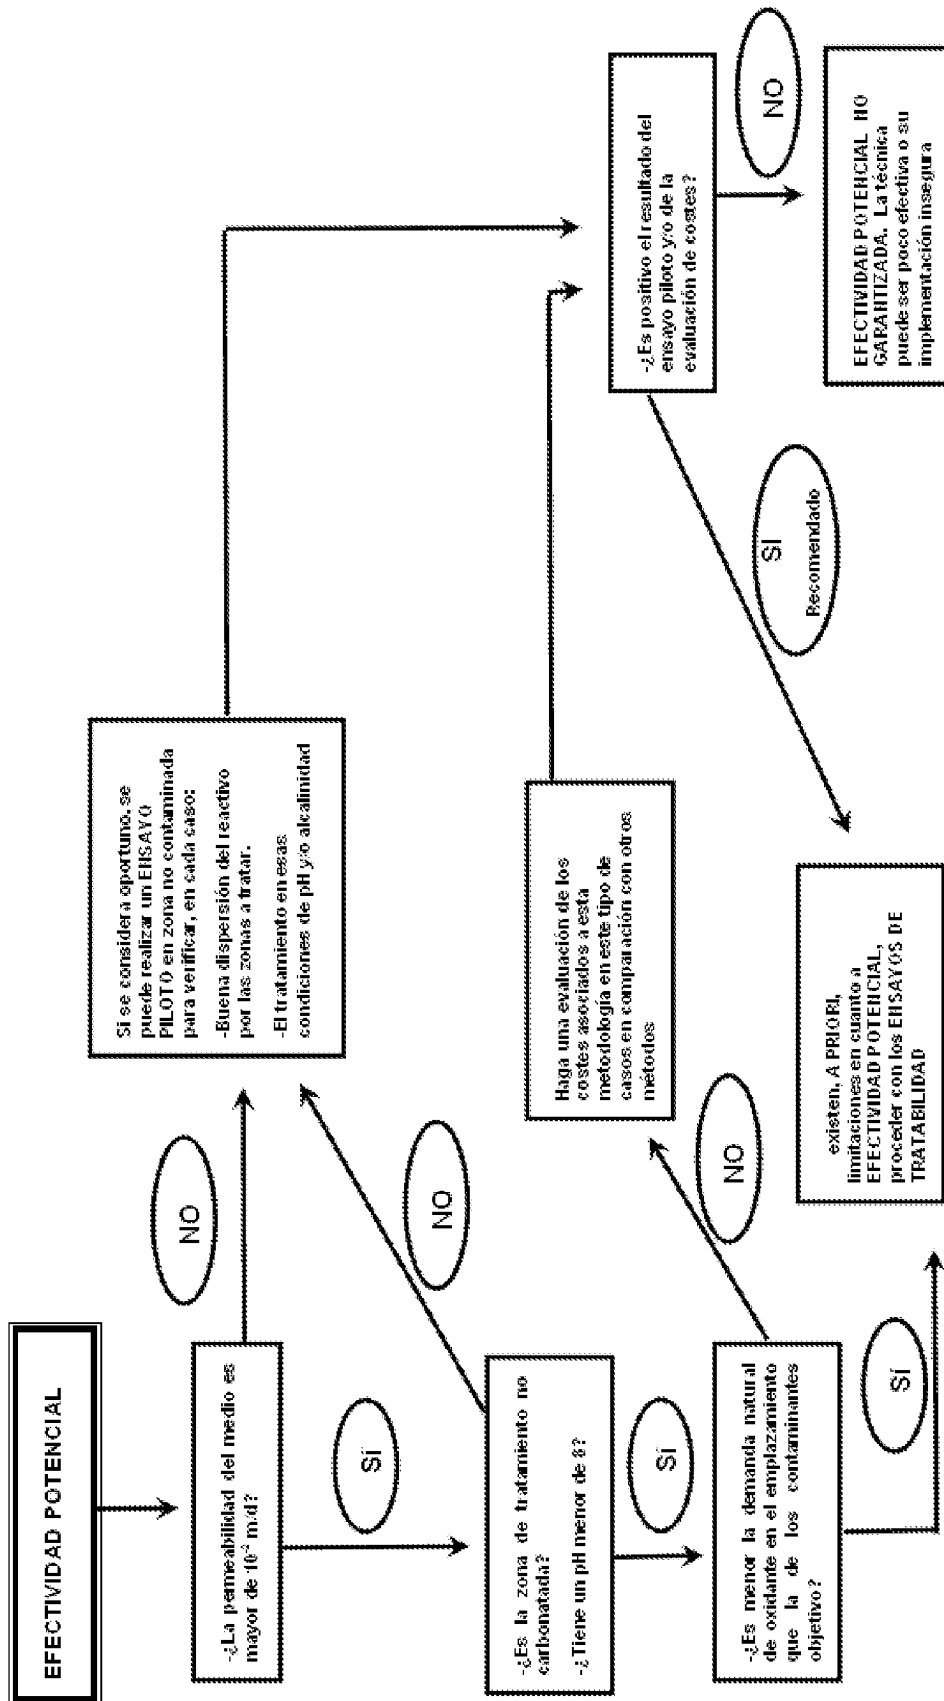 EFECTIVIDAD POTENCIAL
-¿La permeabilidad del medio es
mayor de 10⁻² m/d?
NO
Si se considera oportuno, se
puede realizar un ENSAYO
PILOTO en zona no contaminada
para verificar, en cada caso:
-Buena dispersión del reactivo
por las zonas a tratar.
-El tratamiento en esas
condiciones de pH y/o alcalinidad
SÍ
-¿Es la zona de tratamiento no
carbonatada?
-¿Tiene un pH menor de 8?
NO
SÍ
-¿Es menor la demanda natural
de oxidante en el emplazamiento
que la de los contaminantes
objetivo?
NO
Haga una evaluación de los
costes asociados a esta
metodología en este tipo de
casos en comparación con otros
métodos
SÍ
existen, A PRIORI,
limitaciones en cuanto a
EFECTIVIDAD POTENCIAL,
proceder con los ENSAYOS DE
TRATABILIDAD
-¿Es positivo el resultado del
ensayo piloto y/o de la
evaluación de costes?
SI
Recomendado
NO
EFECTIVIDAD POTENCIAL NO
GARANTIZADA. La técnica
puede ser poco efectiva o su
implementación insegura